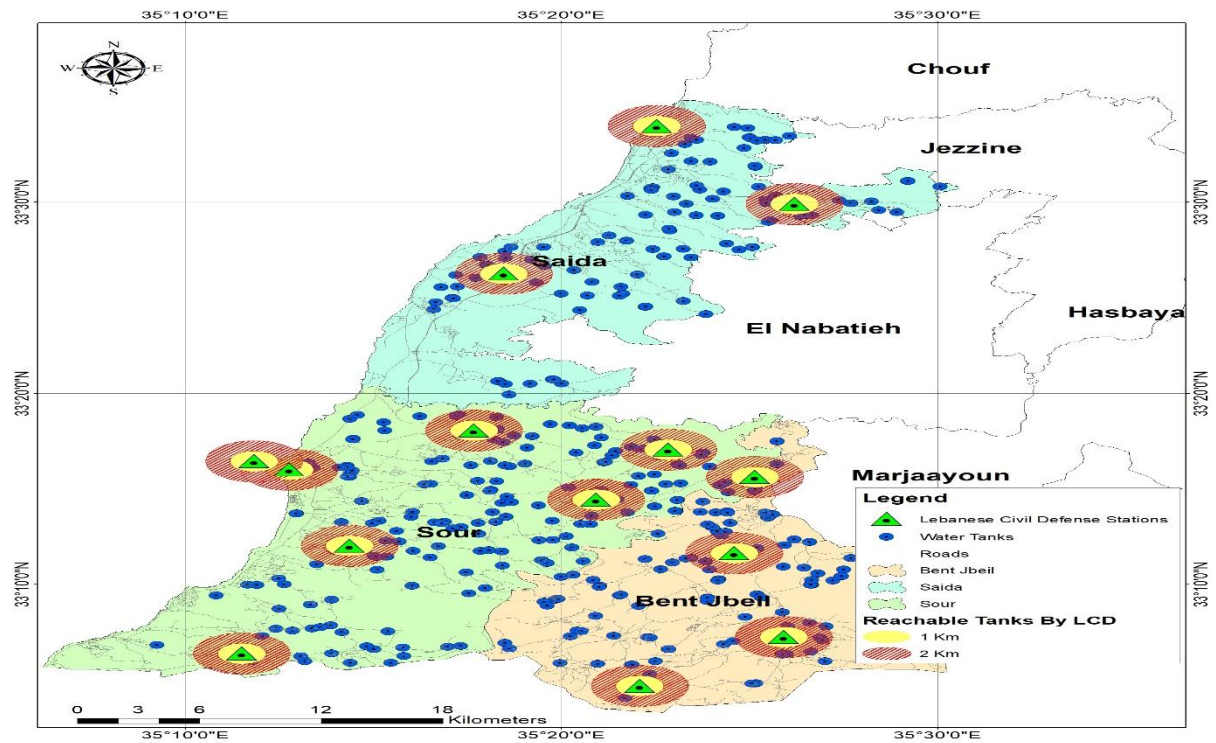 35°10'0"E
35°20'0"E
35°30'0"E
N
W
E
S
Chouf
Jezzine
33°30'0"N
33°30'0"N
Saida
El Nabatieh
Hasbaya
33°20'0"N
33°20'0"N
Marjaayoun
Legend
Lebanese Civil Defense Stations
Water Tanks
Roads
Bent Jbeil
Saida
Sour
Reachable Tanks By LCD
1 Km
2 Km
Sour
33°10'0"N
33°10'0"N
Bent Jbeil
0 3 6 12 18
Kilometers
35°10'0"E
35°20'0"E
35°30'0"E